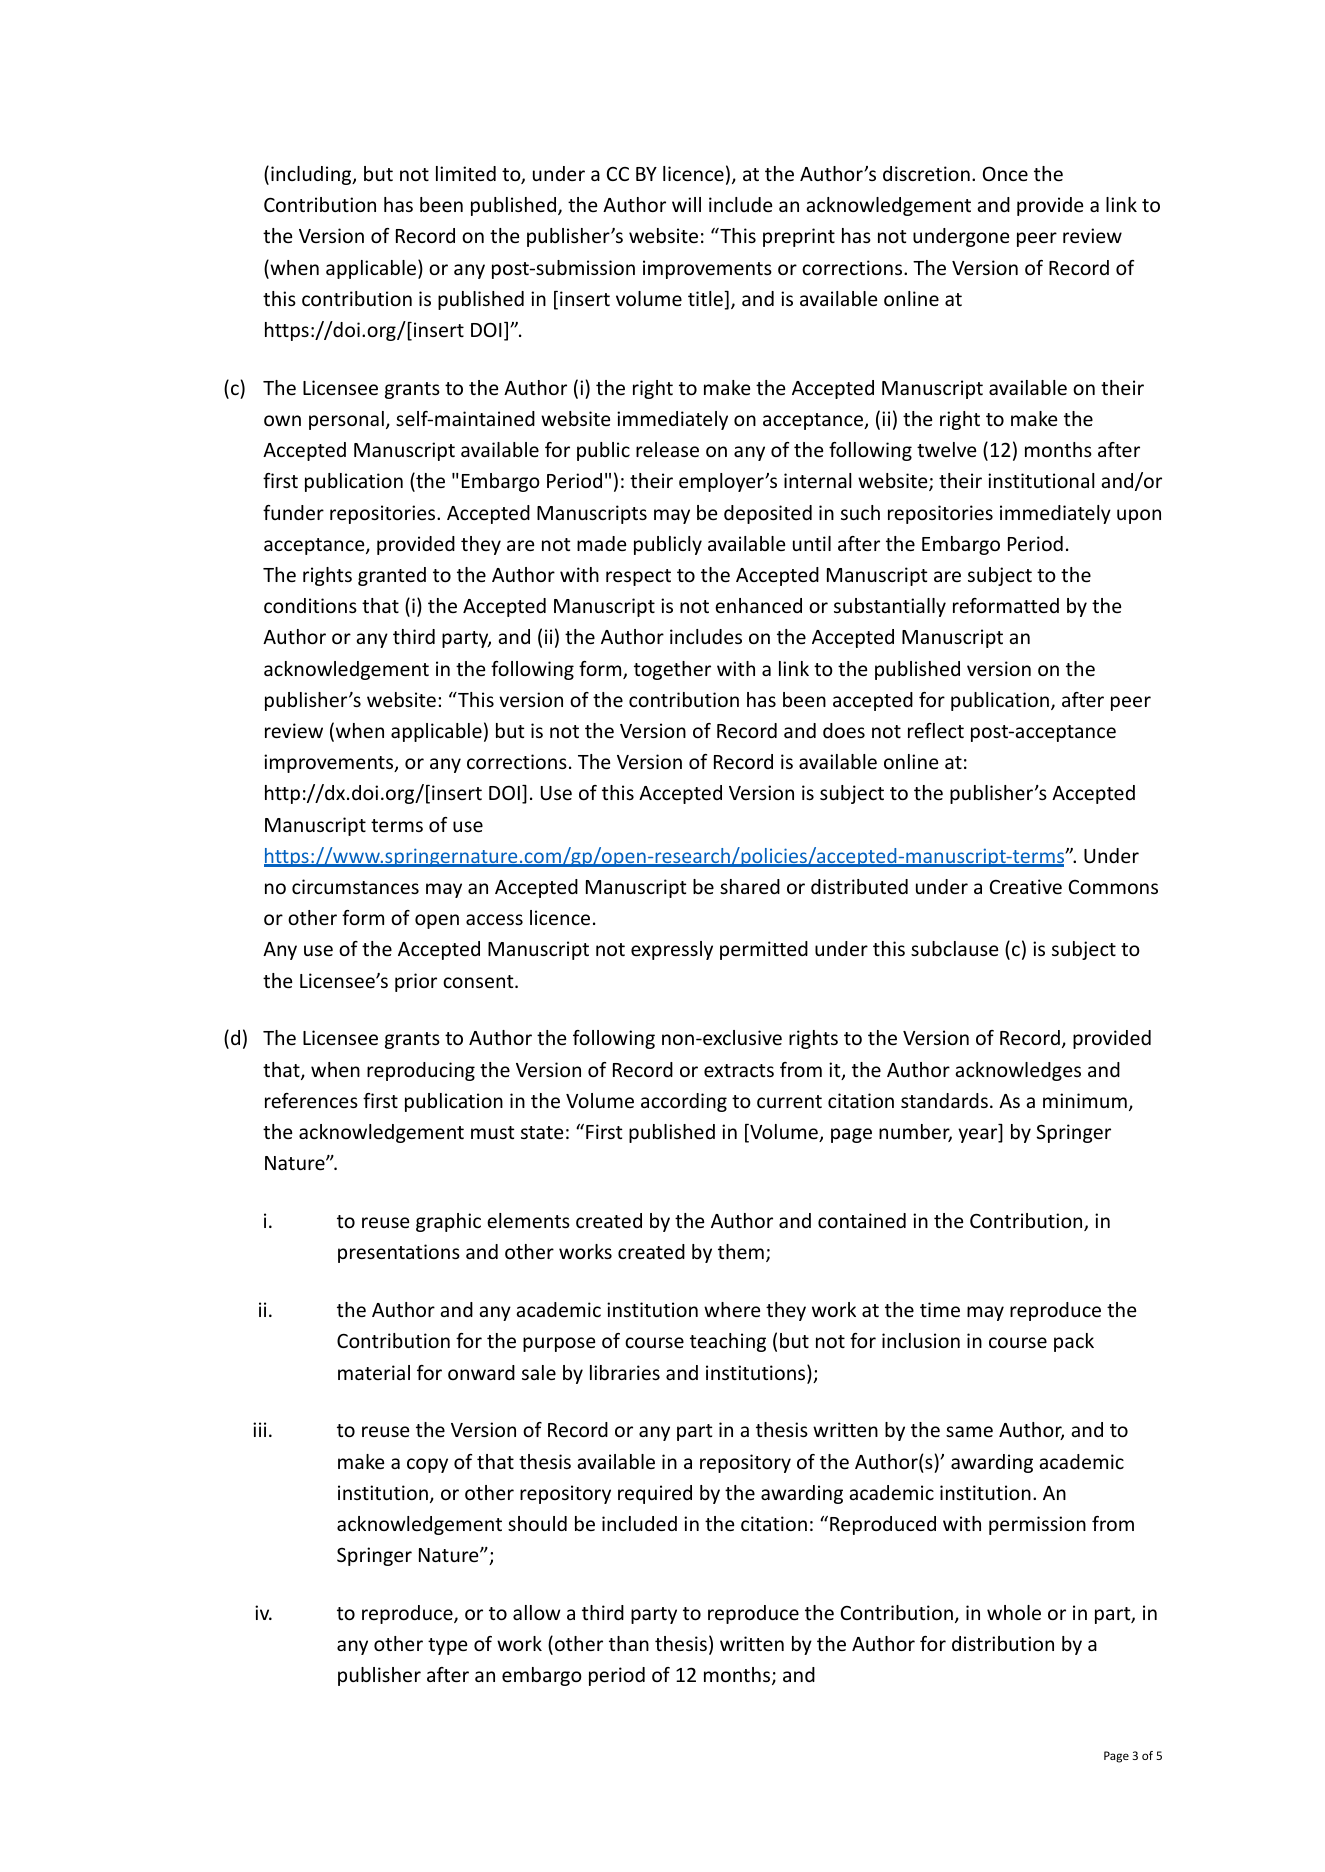 (including, but not limited to, under a CC BY licence), at the Author’s discretion. Once the
Contribution has been published, the Author will include an acknowledgement and provide a link to
the Version of Record on the publisher’s website: “This preprint has not undergone peer review
(when applicable) or any post-submission improvements or corrections. The Version of Record of
this contribution is published in [insert volume title], and is available online at
https://doi.org/[insert DOI]”.
(c) The Licensee grants to the Author (i) the right to make the Accepted Manuscript available on their
own personal, self-maintained website immediately on acceptance, (ii) the right to make the
Accepted Manuscript available for public release on any of the following twelve (12) months after
first publication (the "Embargo Period"): their employer’s internal website; their institutional and/or
funder repositories. Accepted Manuscripts may be deposited in such repositories immediately upon
acceptance, provided they are not made publicly available until after the Embargo Period.
The rights granted to the Author with respect to the Accepted Manuscript are subject to the
conditions that (i) the Accepted Manuscript is not enhanced or substantially reformatted by the
Author or any third party, and (ii) the Author includes on the Accepted Manuscript an
acknowledgement in the following form, together with a link to the published version on the
publisher’s website: “This version of the contribution has been accepted for publication, after peer
review (when applicable) but is not the Version of Record and does not reflect post-acceptance
improvements, or any corrections. The Version of Record is available online at:
http://dx.doi.org/[insert DOI]. Use of this Accepted Version is subject to the publisher’s Accepted
Manuscript terms of use
https://www.springernature.com/gp/open-research/policies/accepted-manuscript-terms”. Under
no circumstances may an Accepted Manuscript be shared or distributed under a Creative Commons
or other form of open access licence.
Any use of the Accepted Manuscript not expressly permitted under this subclause (c) is subject to
the Licensee’s prior consent.
(d) The Licensee grants to Author the following non-exclusive rights to the Version of Record, provided
that, when reproducing the Version of Record or extracts from it, the Author acknowledges and
references first publication in the Volume according to current citation standards. As a minimum,
the acknowledgement must state: “First published in [Volume, page number, year] by Springer
Nature”.
i. to reuse graphic elements created by the Author and contained in the Contribution, in
presentations and other works created by them;
ii. the Author and any academic institution where they work at the time may reproduce the
Contribution for the purpose of course teaching (but not for inclusion in course pack
material for onward sale by libraries and institutions);
iii. to reuse the Version of Record or any part in a thesis written by the same Author, and to
make a copy of that thesis available in a repository of the Author(s)’ awarding academic
institution, or other repository required by the awarding academic institution. An
acknowledgement should be included in the citation: “Reproduced with permission from
Springer Nature”;
iv. to reproduce, or to allow a third party to reproduce the Contribution, in whole or in part, in
any other type of work (other than thesis) written by the Author for distribution by a
publisher after an embargo period of 12 months; and
Page 3 of 5